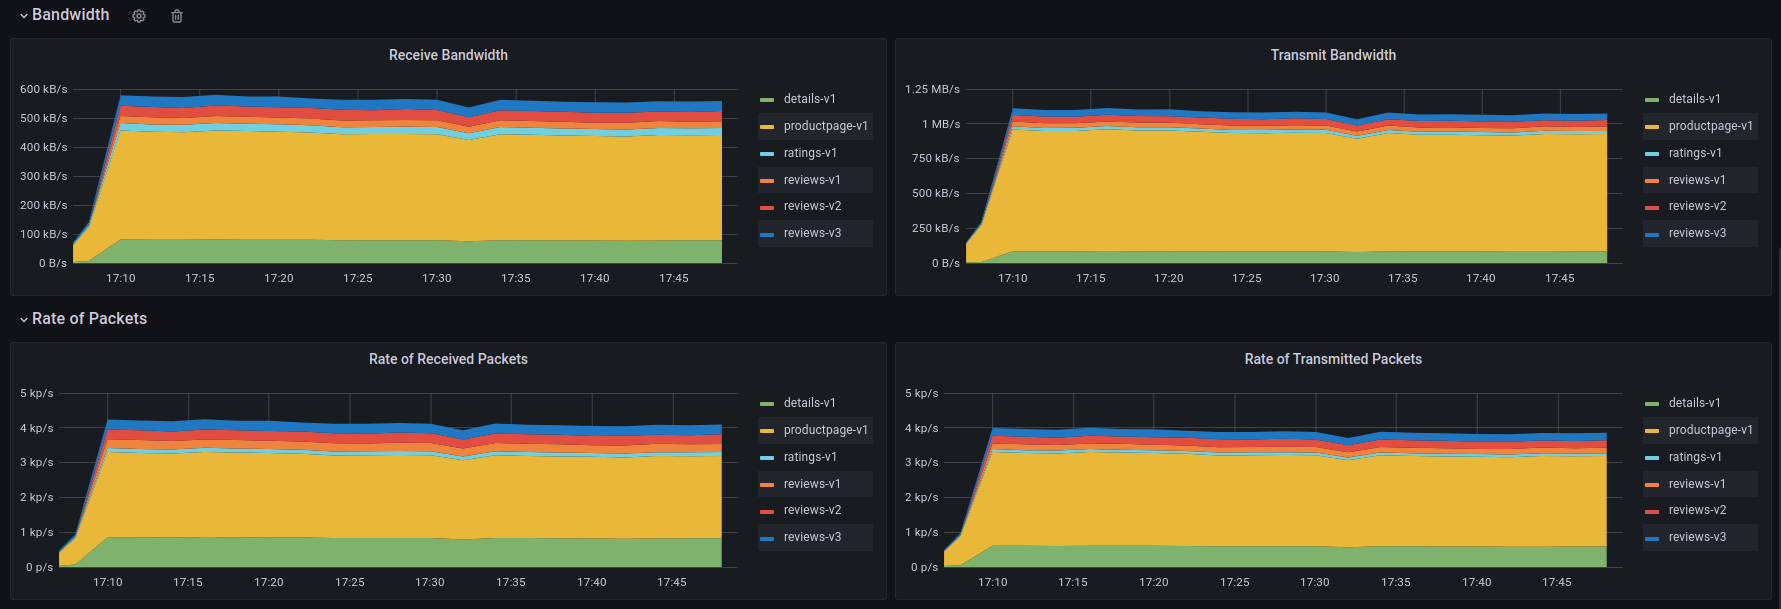 Bandwidth
Receive Bandwidth
600 kB/s
500 kB/s
400 kB/s
300 kB/s
200 kB/s
100 kB/s
0 B/s
17:10 17:15 17:20 17:25 17:30 17:35 17:40 17:45
details-v1
productpage-v1
ratings-v1
reviews-v1
reviews-v2
reviews-v3
Transmit Bandwidth
1.25 MB/s
1 MB/s
750 kB/s
500 kB/s
250 kB/s
0 B/s
17:10 17:15 17:20 17:25 17:30 17:35 17:40 17:45
details-v1
productpage-v1
ratings-v1
reviews-v1
reviews-v2
reviews-v3
Rate of Packets
Rate of Received Packets
5 kp/s
4 kp/s
3 kp/s
2 kp/s
1 kp/s
0 p/s
17:10 17:15 17:20 17:25 17:30 17:35 17:40 17:45
details-v1
productpage-v1
ratings-v1
reviews-v1
reviews-v2
reviews-v3
Rate of Transmitted Packets
5 kp/s
4 kp/s
3 kp/s
2 kp/s
1 kp/s
0 p/s
17:10 17:15 17:20 17:25 17:30 17:35 17:40 17:45
details-v1
productpage-v1
ratings-v1
reviews-v1
reviews-v2
reviews-v3